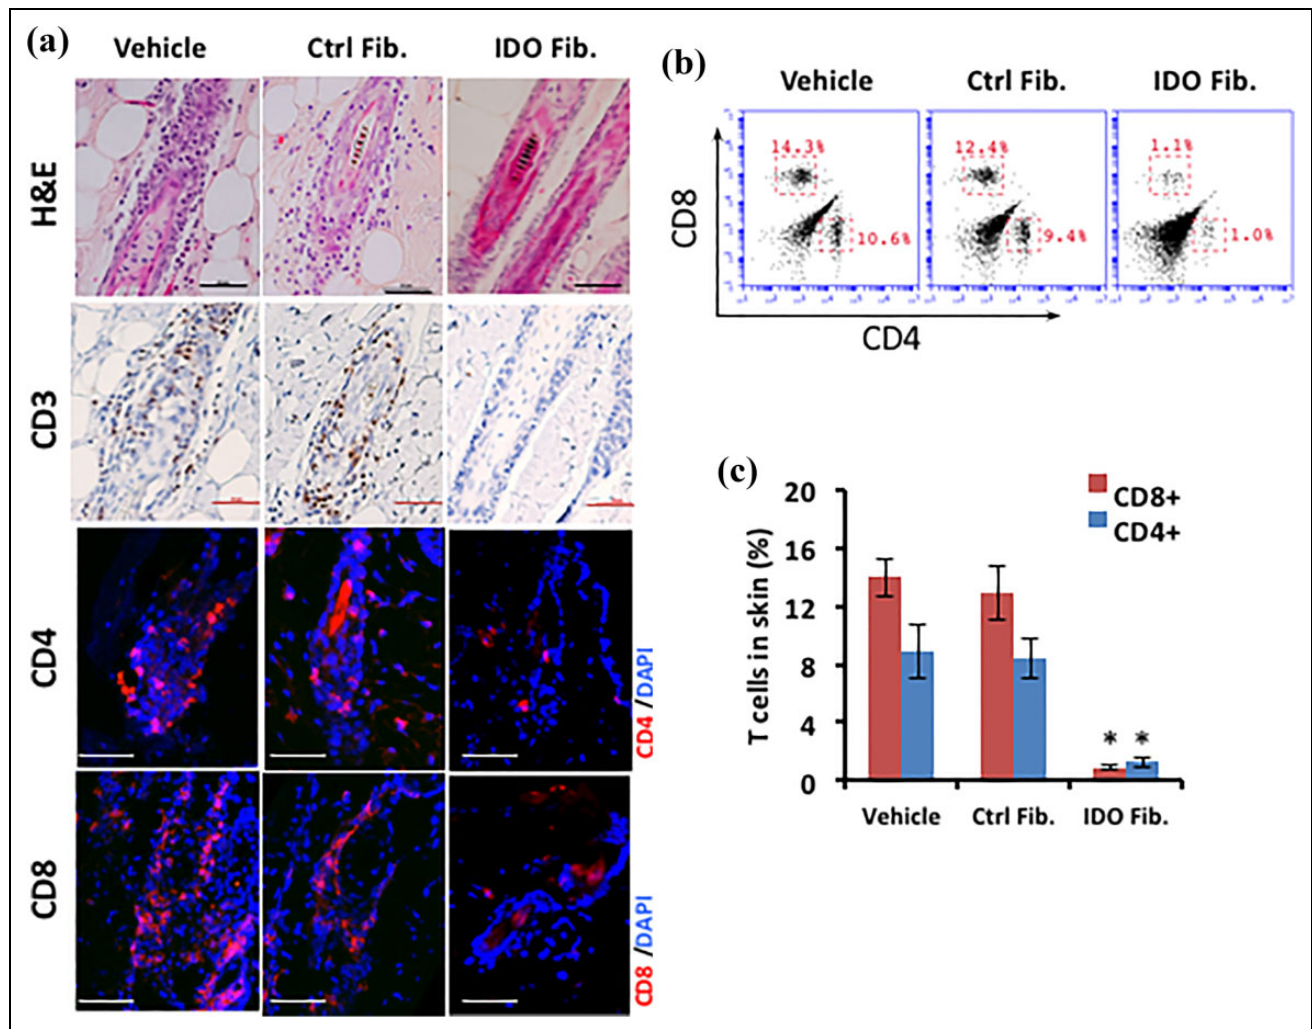 (a)
Vehicle Ctrl Fib. IDO Fib.
H&E
CD3
CD4
CD4 /DAPI
CD8
CD8 /DAPI
(b)
Vehicle Ctrl Fib. IDO Fib.
14.3% 12.4% 1.1%
10.6% 9.4% 1.0%
CD8
CD4
(c)
CD8+
CD4+
20
16
12
8
4
0
T cells in skin (%)
* *
Vehicle Ctrl Fib. IDO Fib.